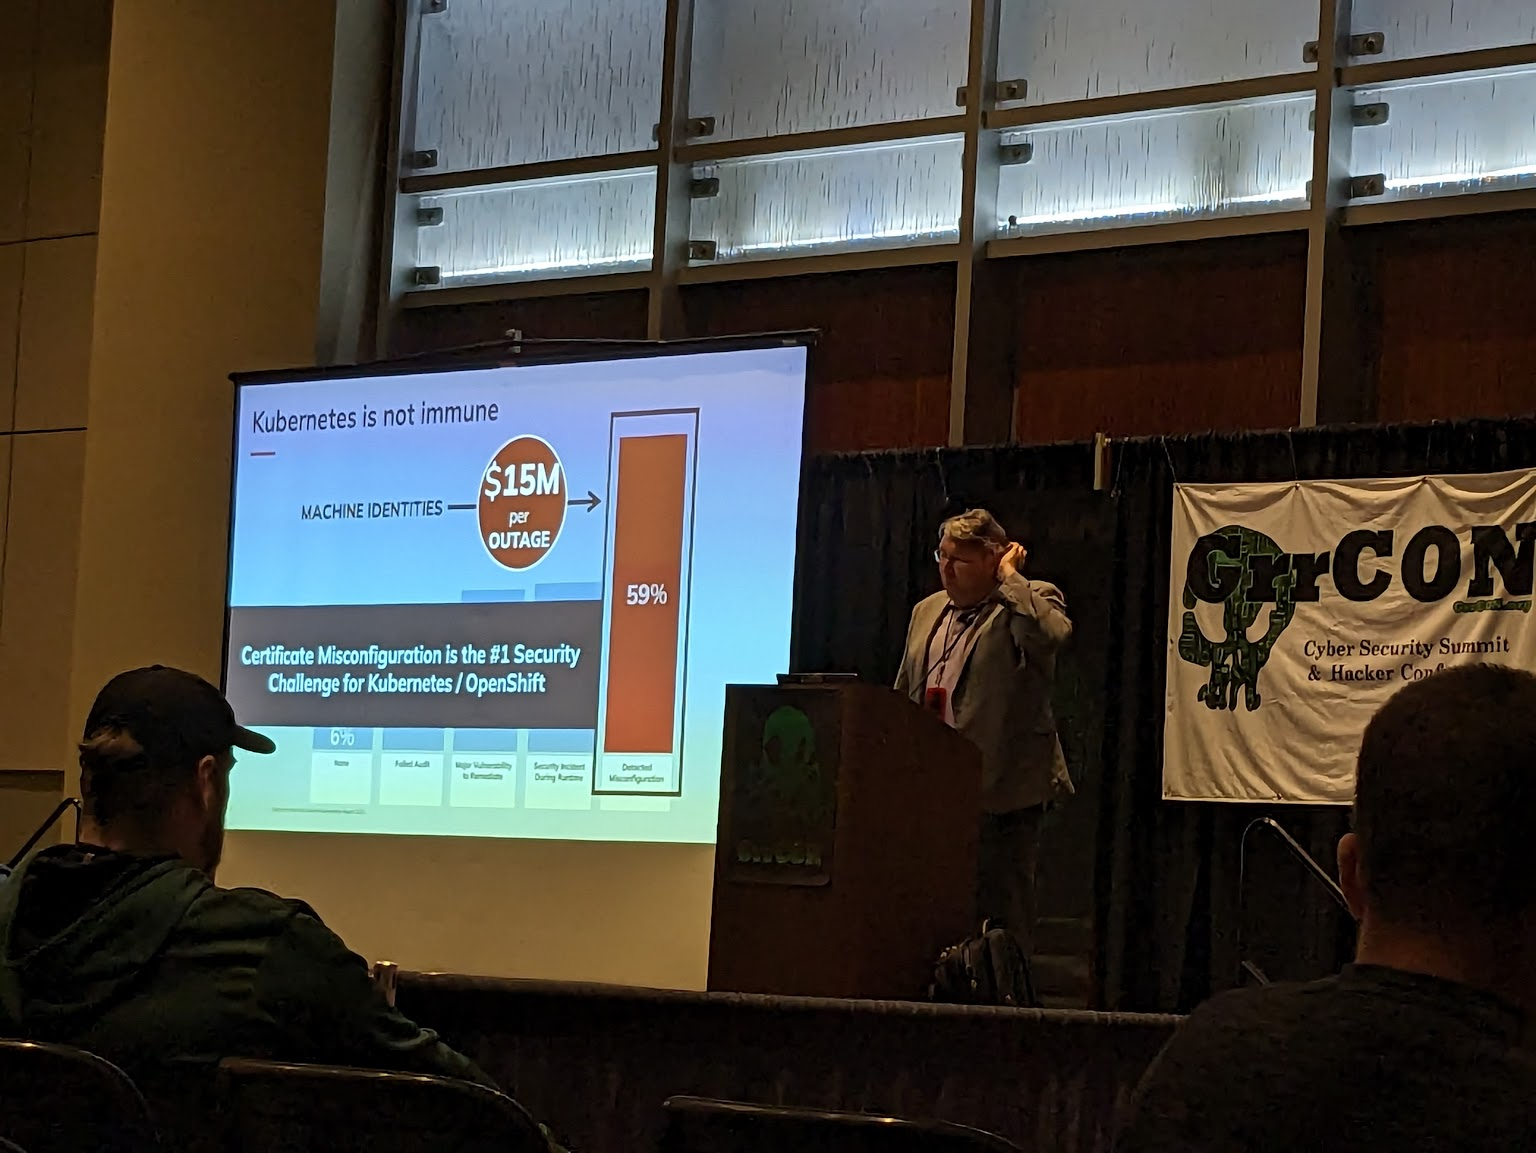 Kubernetes is not immune
MACHINE IDENTITIES
$15M
per
OUTAGE
59%
Certificate Misconfiguration is the #1 Security
Challenge for Kubernetes / OpenShift
6%
None
Failed Audit
Major Vulnerability
to Remediate
Security Incident
During Runtime
Detected
Misconfiguration
GrrCON
Cyber Security Summit
& Hacker